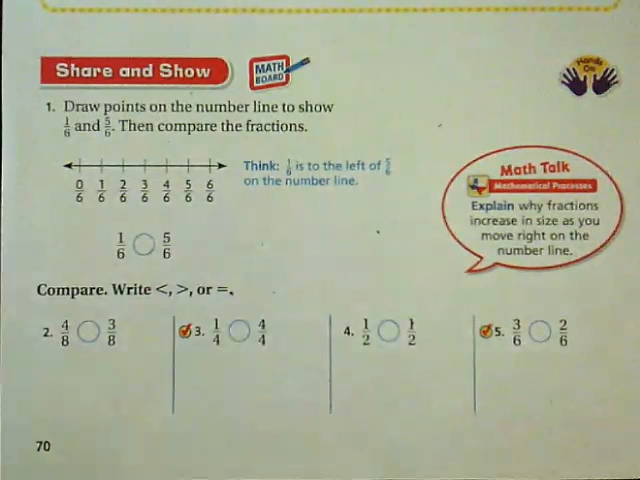 Share and Show
MATH
BOARD
Hands
On
1. Draw points on the number line to show
1/6 and 5/6. Then compare the fractions.
Think: 1/6 is to the left of 5/6
on the number line.
0/6 1/6 2/6 3/6 4/6 5/6 6/6
1/6 ◯ 5/6
Math Talk
Mathematical Processes
Explain why fractions
increase in size as you
move right on the
number line.
Compare. Write <, >, or =.
2. 4/8 ◯ 3/8
3. 1/4 ◯ 4/4
4. 1/2 ◯ 1/2
5. 3/6 ◯ 2/6
70